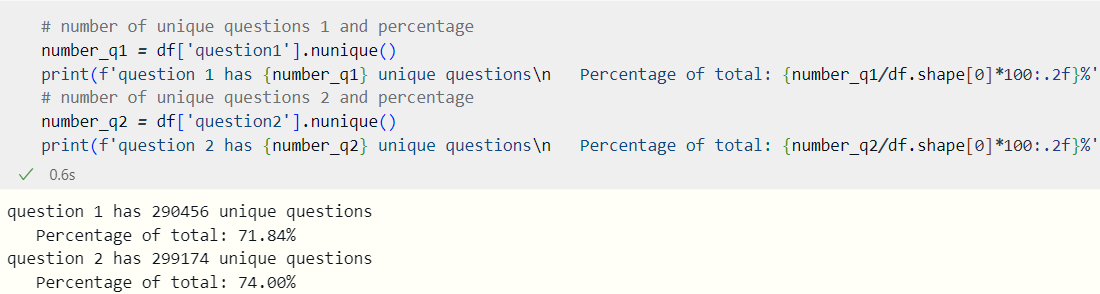 # number of unique questions 1 and percentage
number_q1 = df['question1'].nunique()
print(f'question 1 has {number_q1} unique questions\n   Percentage of total: {number_q1/df.shape[0]*100:.2f}%'
# number of unique questions 2 and percentage
number_q2 = df['question2'].nunique()
print(f'question 2 has {number_q2} unique questions\n   Percentage of total: {number_q2/df.shape[0]*100:.2f}%'
0.6s
question 1 has 290456 unique questions
   Percentage of total: 71.84%
question 2 has 299174 unique questions
   Percentage of total: 74.00%